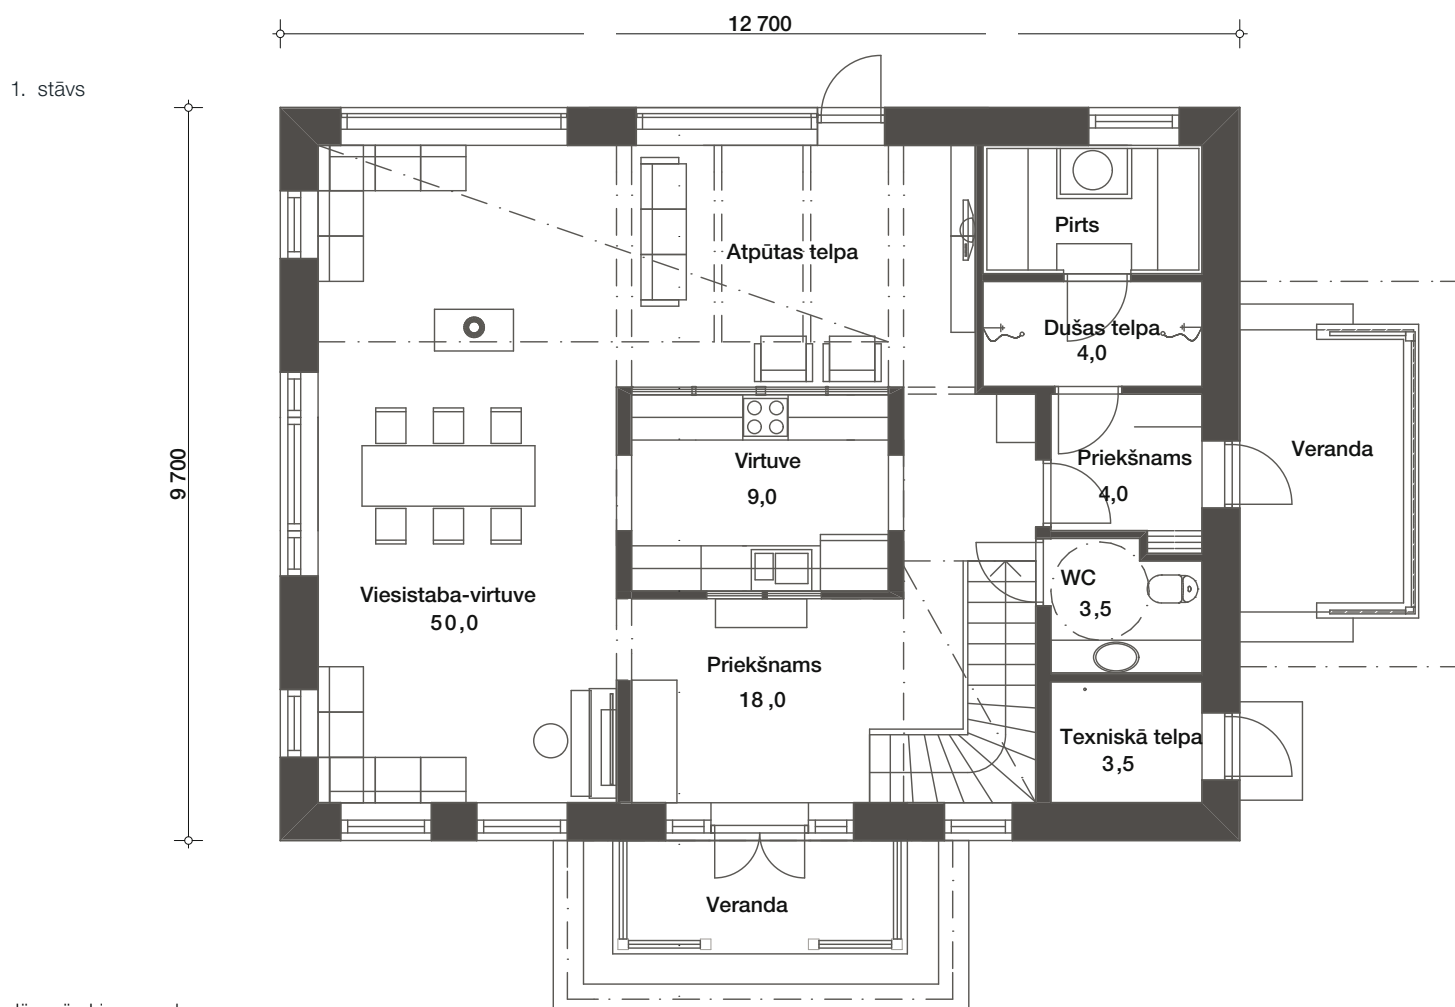 12 700
1. stāvs
9 700
Pirts
Atpūtas telpa
Dušas telpa
4,0
Veranda
Virtuve
9,0
Priekšnams
4,0
Viesistaba-virtuve
50,0
WC
3,5
Priekšnams
18,0
Texniskā telpa
3,5
Veranda